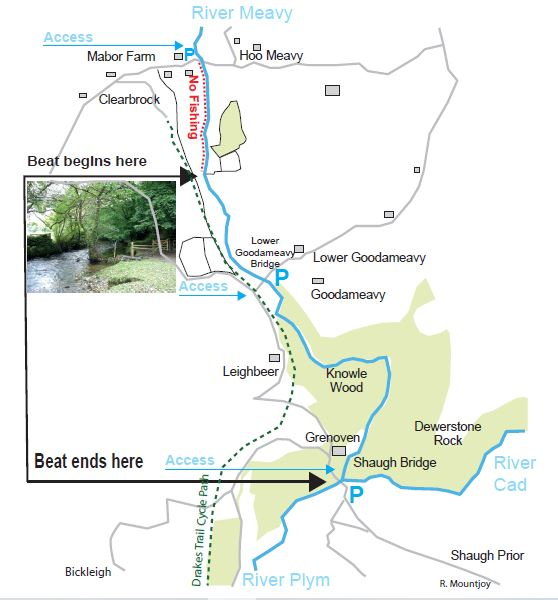 River Meavy
Access
P
Mabor Farm
Hoo Meavy
No Fishing
Clearbrook
Beat begins here
Lower
Goodameavy
Bridge
Lower Goodameavy
P
Access
Goodameavy
Leighbeer
Knowle
Wood
Dewerstone
Rock
Grenoven
Beat ends here
Access
Shaugh Bridge
River
Cad
P
Drakes Trail Cycle Path
Shaugh Prior
Bickleigh
River Plym
R. Mountjoy